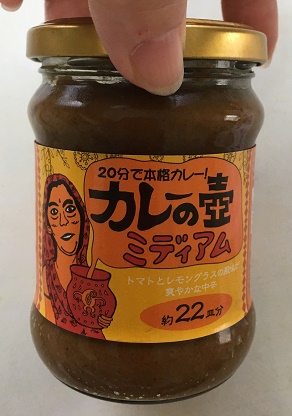 20分で本格カレー!
カレーの壺
ミディアム
トマトとレモングラスの
爽やかな中辛
約22皿分